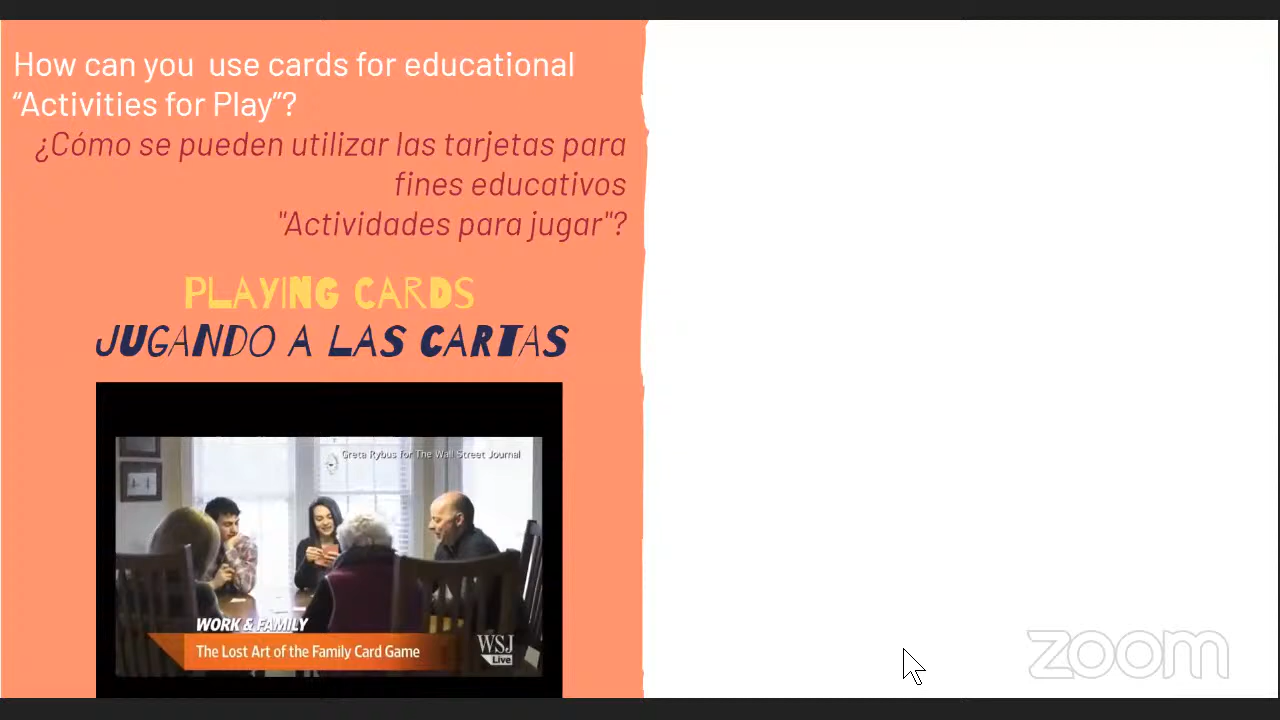 How can you use cards for educational
“Activities for Play”?
¿Cómo se pueden utilizar las tarjetas para
fines educativos
"Actividades para jugar"?
PLAYING CARDS
JUGANDO A LAS CARTAS
Greta Rybus for The Wall Street Journal
WORK & FAMILY
The Lost Art of the Family Card Game
WSJ
Live
zoom